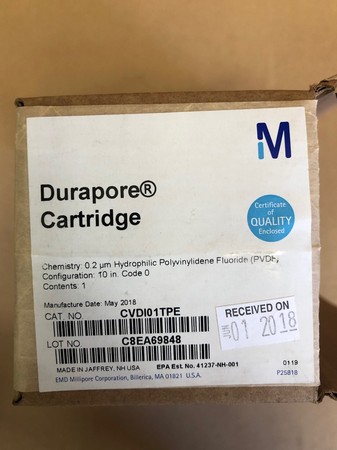 M
Durapore®
Cartridge
Certificate
of
QUALITY
Enclosed
Chemistry: 0.2 µm Hydrophilic Polyvinylidene Fluoride (PVDF)
Configuration: 10 in. Code 0
Contents: 1
Manufacture Date: May 2018
CAT. NO. CVDI01TPE
RECEIVED ON
JUN 01 2018
LOT NO. C8EA69848
MADE IN JAFFREY, NH USA EPA Est. No. 41237-NH-001 0119
EMD Millipore Corporation, Billerica, MA 01821 U.S.A. P25818